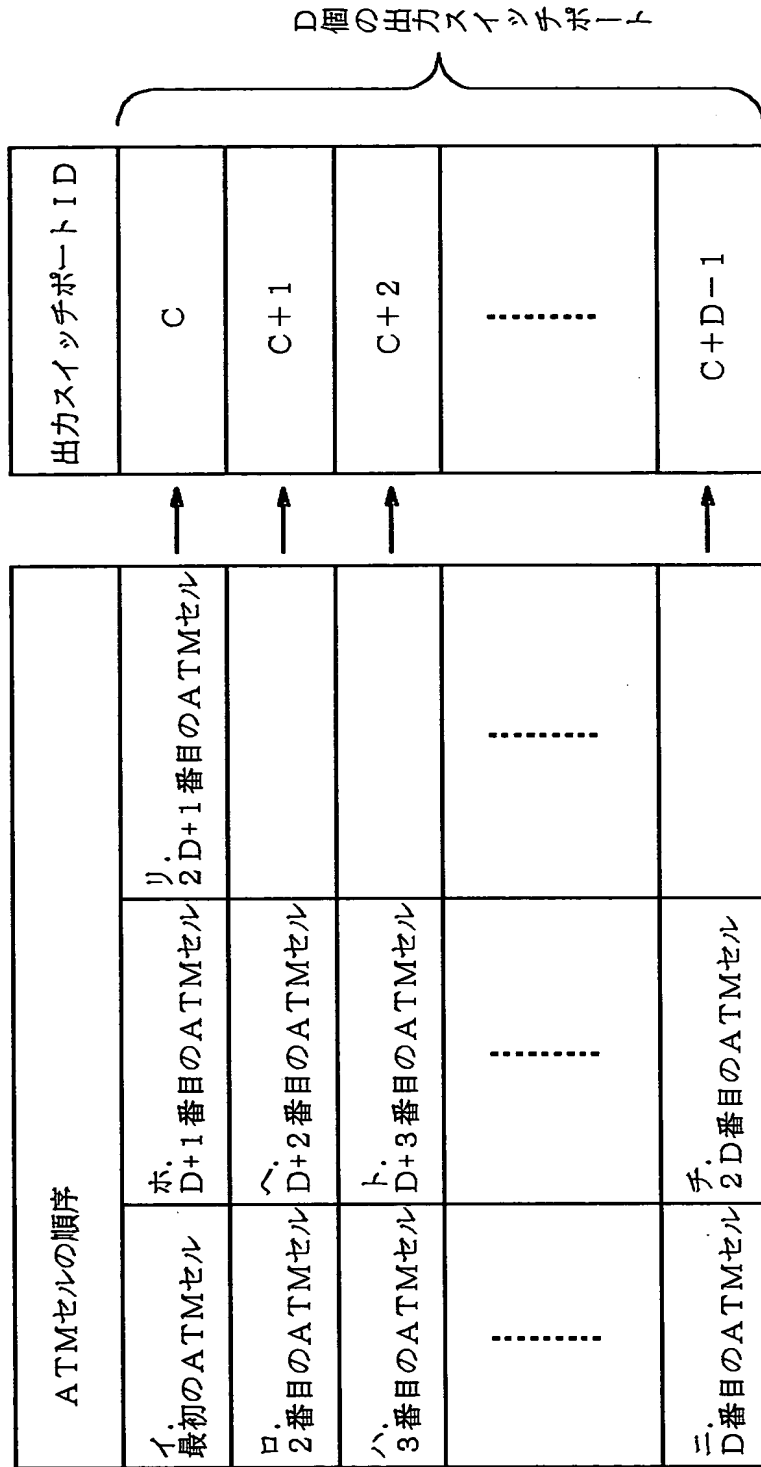 ATMセルの順序
出力スイッチポートID
イ.
最初のATMセル
ホ.
D+1番目のATMセル
リ.
2D+1番目のATMセル
C
ロ.
2番目のATMセル
ヘ.
D+2番目のATMセル
C+1
ハ.
3番目のATMセル
ト.
D+3番目のATMセル
C+2
ニ.
D番目のATMセル
チ.
2D番目のATMセル
C+D−1
D個の出力スイッチポート